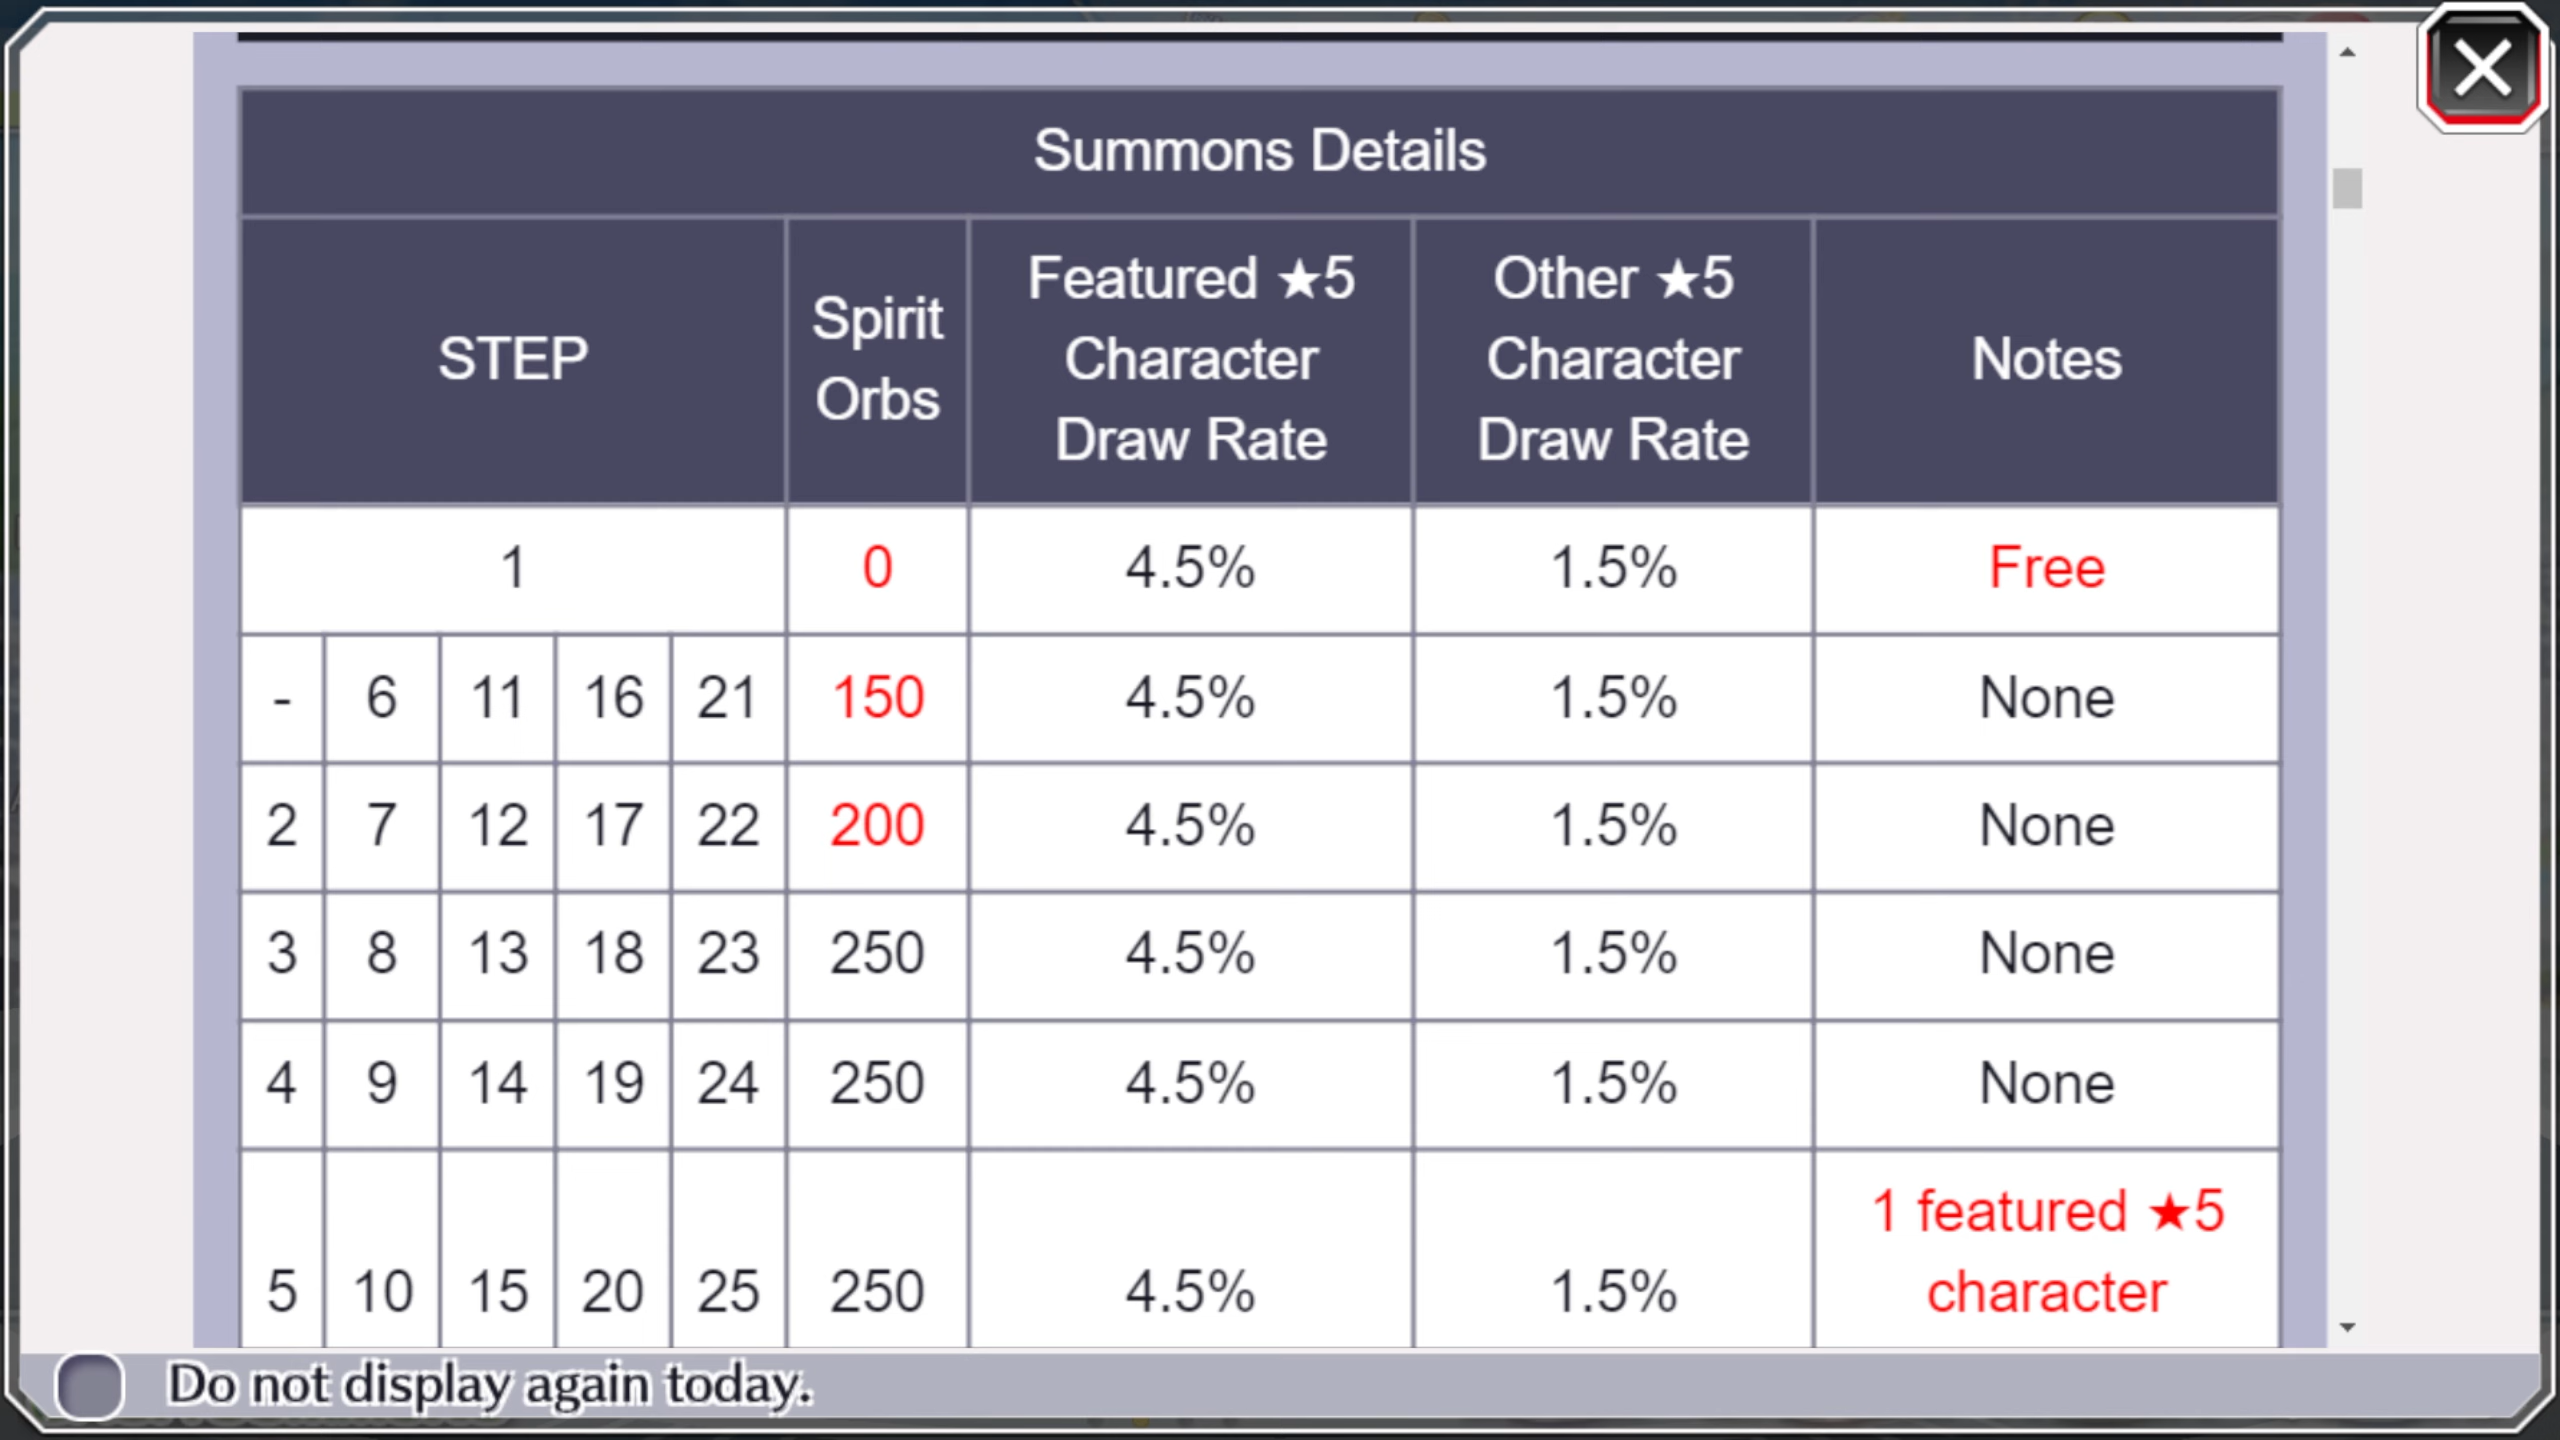 Summons Details
STEP
Spirit
Orbs
Featured ★5
Character
Draw Rate
Other ★5
Character
Draw Rate
Notes
1 0 4.5% 1.5% Free
- 6 11 16 21 150 4.5% 1.5% None
2 7 12 17 22 200 4.5% 1.5% None
3 8 13 18 23 250 4.5% 1.5% None
4 9 14 19 24 250 4.5% 1.5% None
5 10 15 20 25 250 4.5% 1.5% 1 featured ★5
character
Do not display again today.